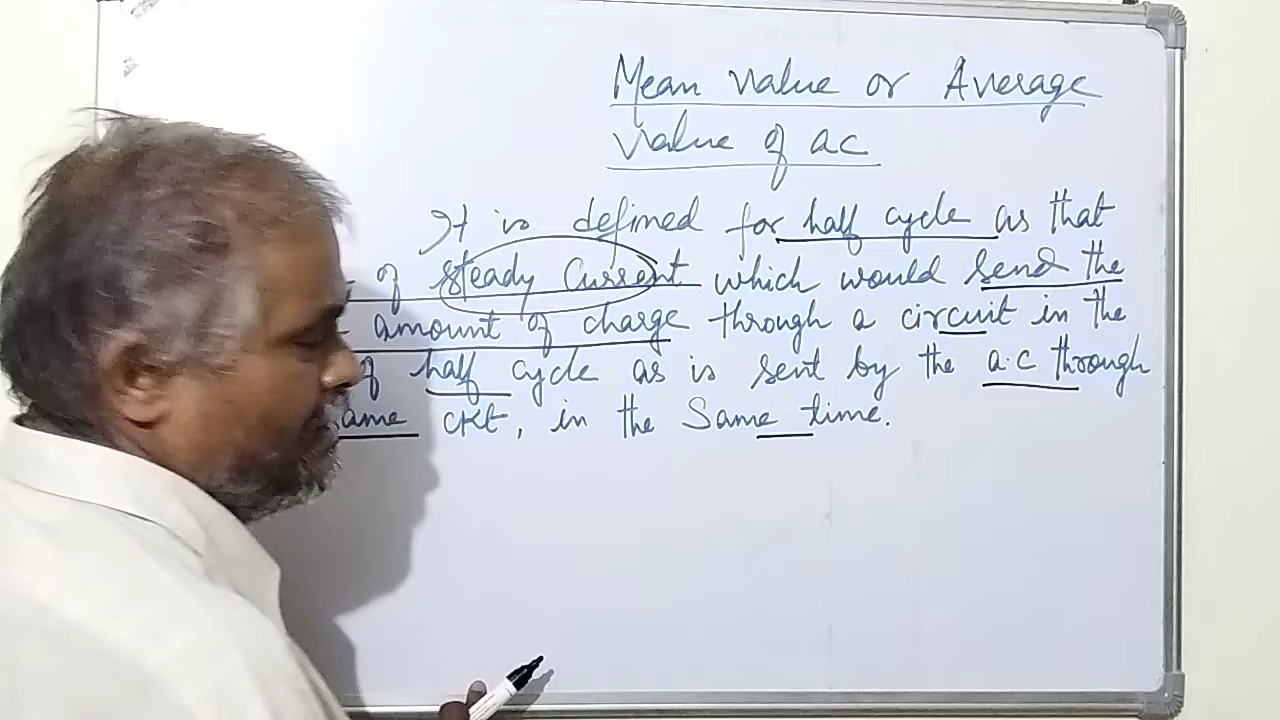 Mean value or Average
value of ac
It is defined for half cycle as that
of steady current which would send the
amount of charge through a circuit in the
of half cycle as is sent by the a.c through
ame ckt, in the same time.